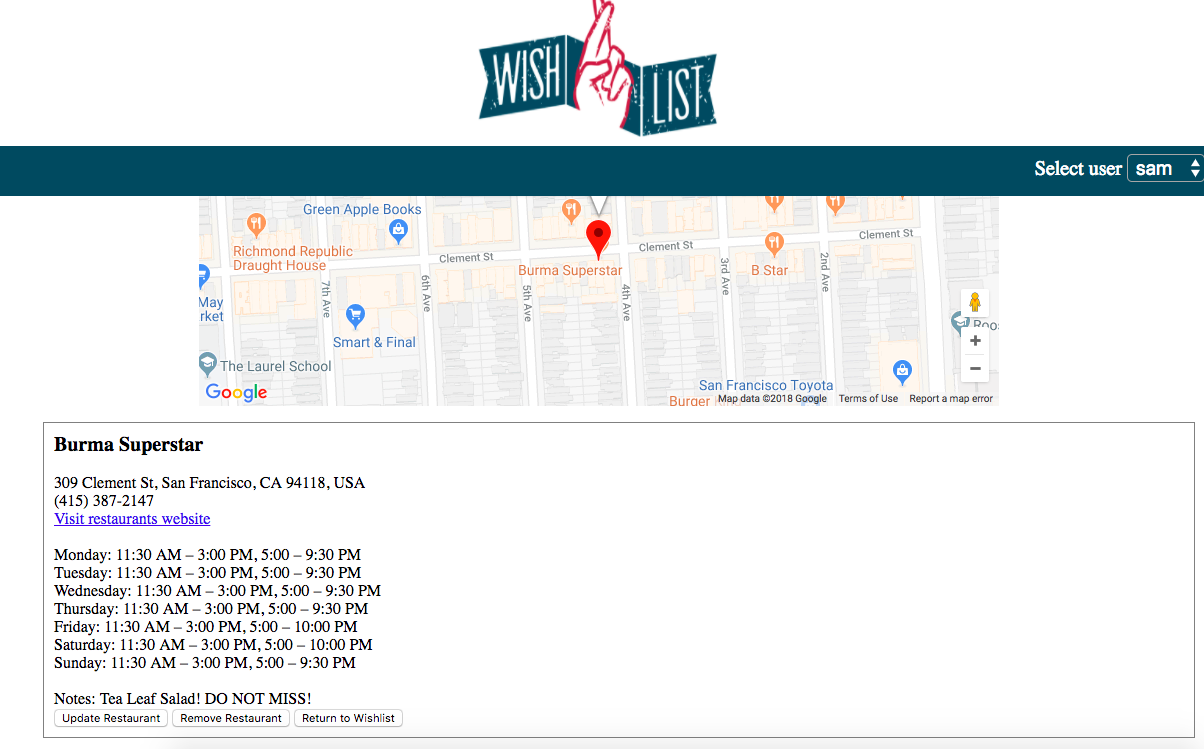 WISH LIST
Select user sam
Green Apple Books
Richmond Republic
Draught House
Clement St
Clement St
Clement St
Burma Superstar
B Star
7th Ave
6th Ave
5th Ave
4th Ave
3rd Ave
2nd Ave
May
rket
Smart & Final
Roos
The Laurel School
San Francisco Toyota
Burger
Google
Map data ©2018 Google Terms of Use Report a map error
Burma Superstar
309 Clement St, San Francisco, CA 94118, USA
(415) 387-2147
Visit restaurants website
Monday: 11:30 AM – 3:00 PM, 5:00 – 9:30 PM
Tuesday: 11:30 AM – 3:00 PM, 5:00 – 9:30 PM
Wednesday: 11:30 AM – 3:00 PM, 5:00 – 9:30 PM
Thursday: 11:30 AM – 3:00 PM, 5:00 – 9:30 PM
Friday: 11:30 AM – 3:00 PM, 5:00 – 10:00 PM
Saturday: 11:30 AM – 3:00 PM, 5:00 – 10:00 PM
Sunday: 11:30 AM – 3:00 PM, 5:00 – 9:30 PM
Notes: Tea Leaf Salad! DO NOT MISS!
Update Restaurant Remove Restaurant Return to Wishlist